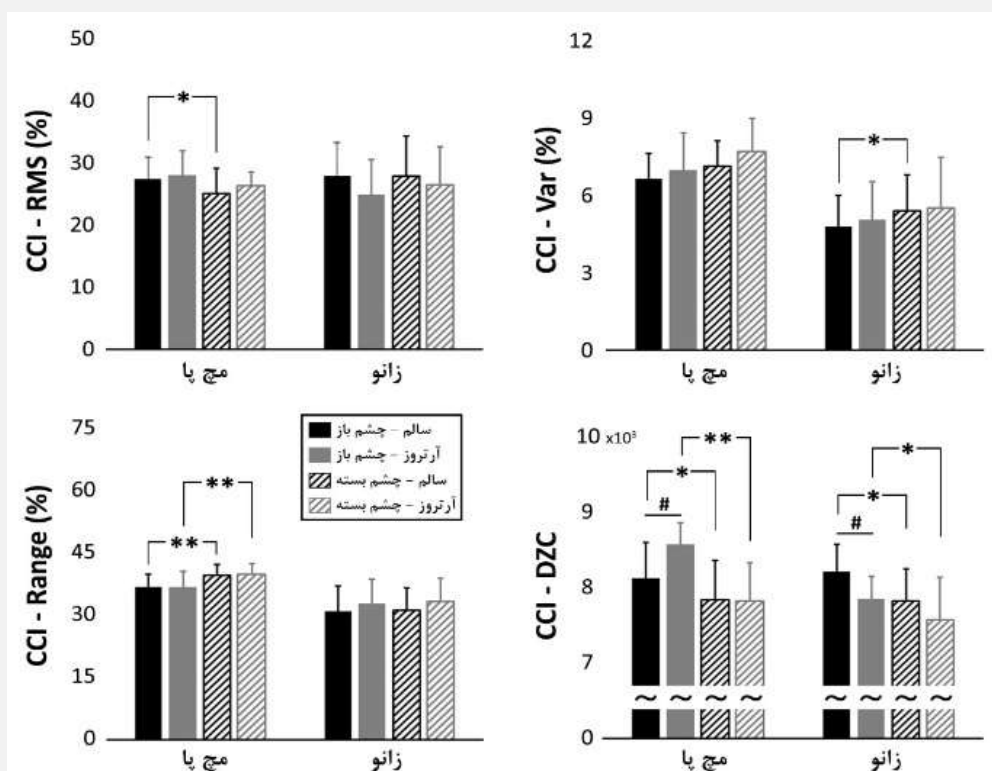 CCI - RMS (%)
50
40
30
20
10
0
*
مچ پا
زانو
CCI - Var (%)
12
9
6
3
0
*
مچ پا
زانو
CCI - Range (%)
75
60
45
30
15
0
**
**
سالم – چشم باز
آرتروز – چشم باز
سالم – چشم بسته
آرتروز – چشم بسته
مچ پا
زانو
CCI - DZC
10 x10³
9
8
7
0
**
*
#
*
*
#
~ ~ ~ ~ ~ ~ ~ ~
مچ پا
زانو